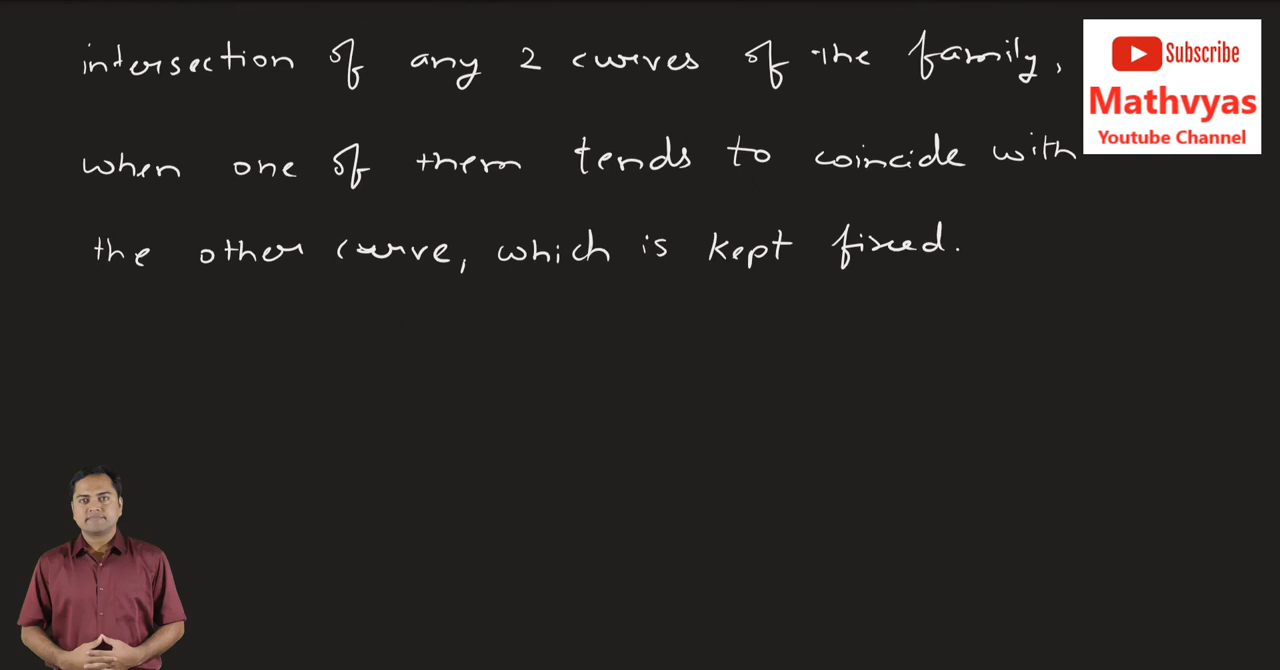 intersection of any 2 curves of the family,
when one of them tends to coincide with
the other curve, which is kept fixed.
Subscribe
Mathvyas
Youtube Channel